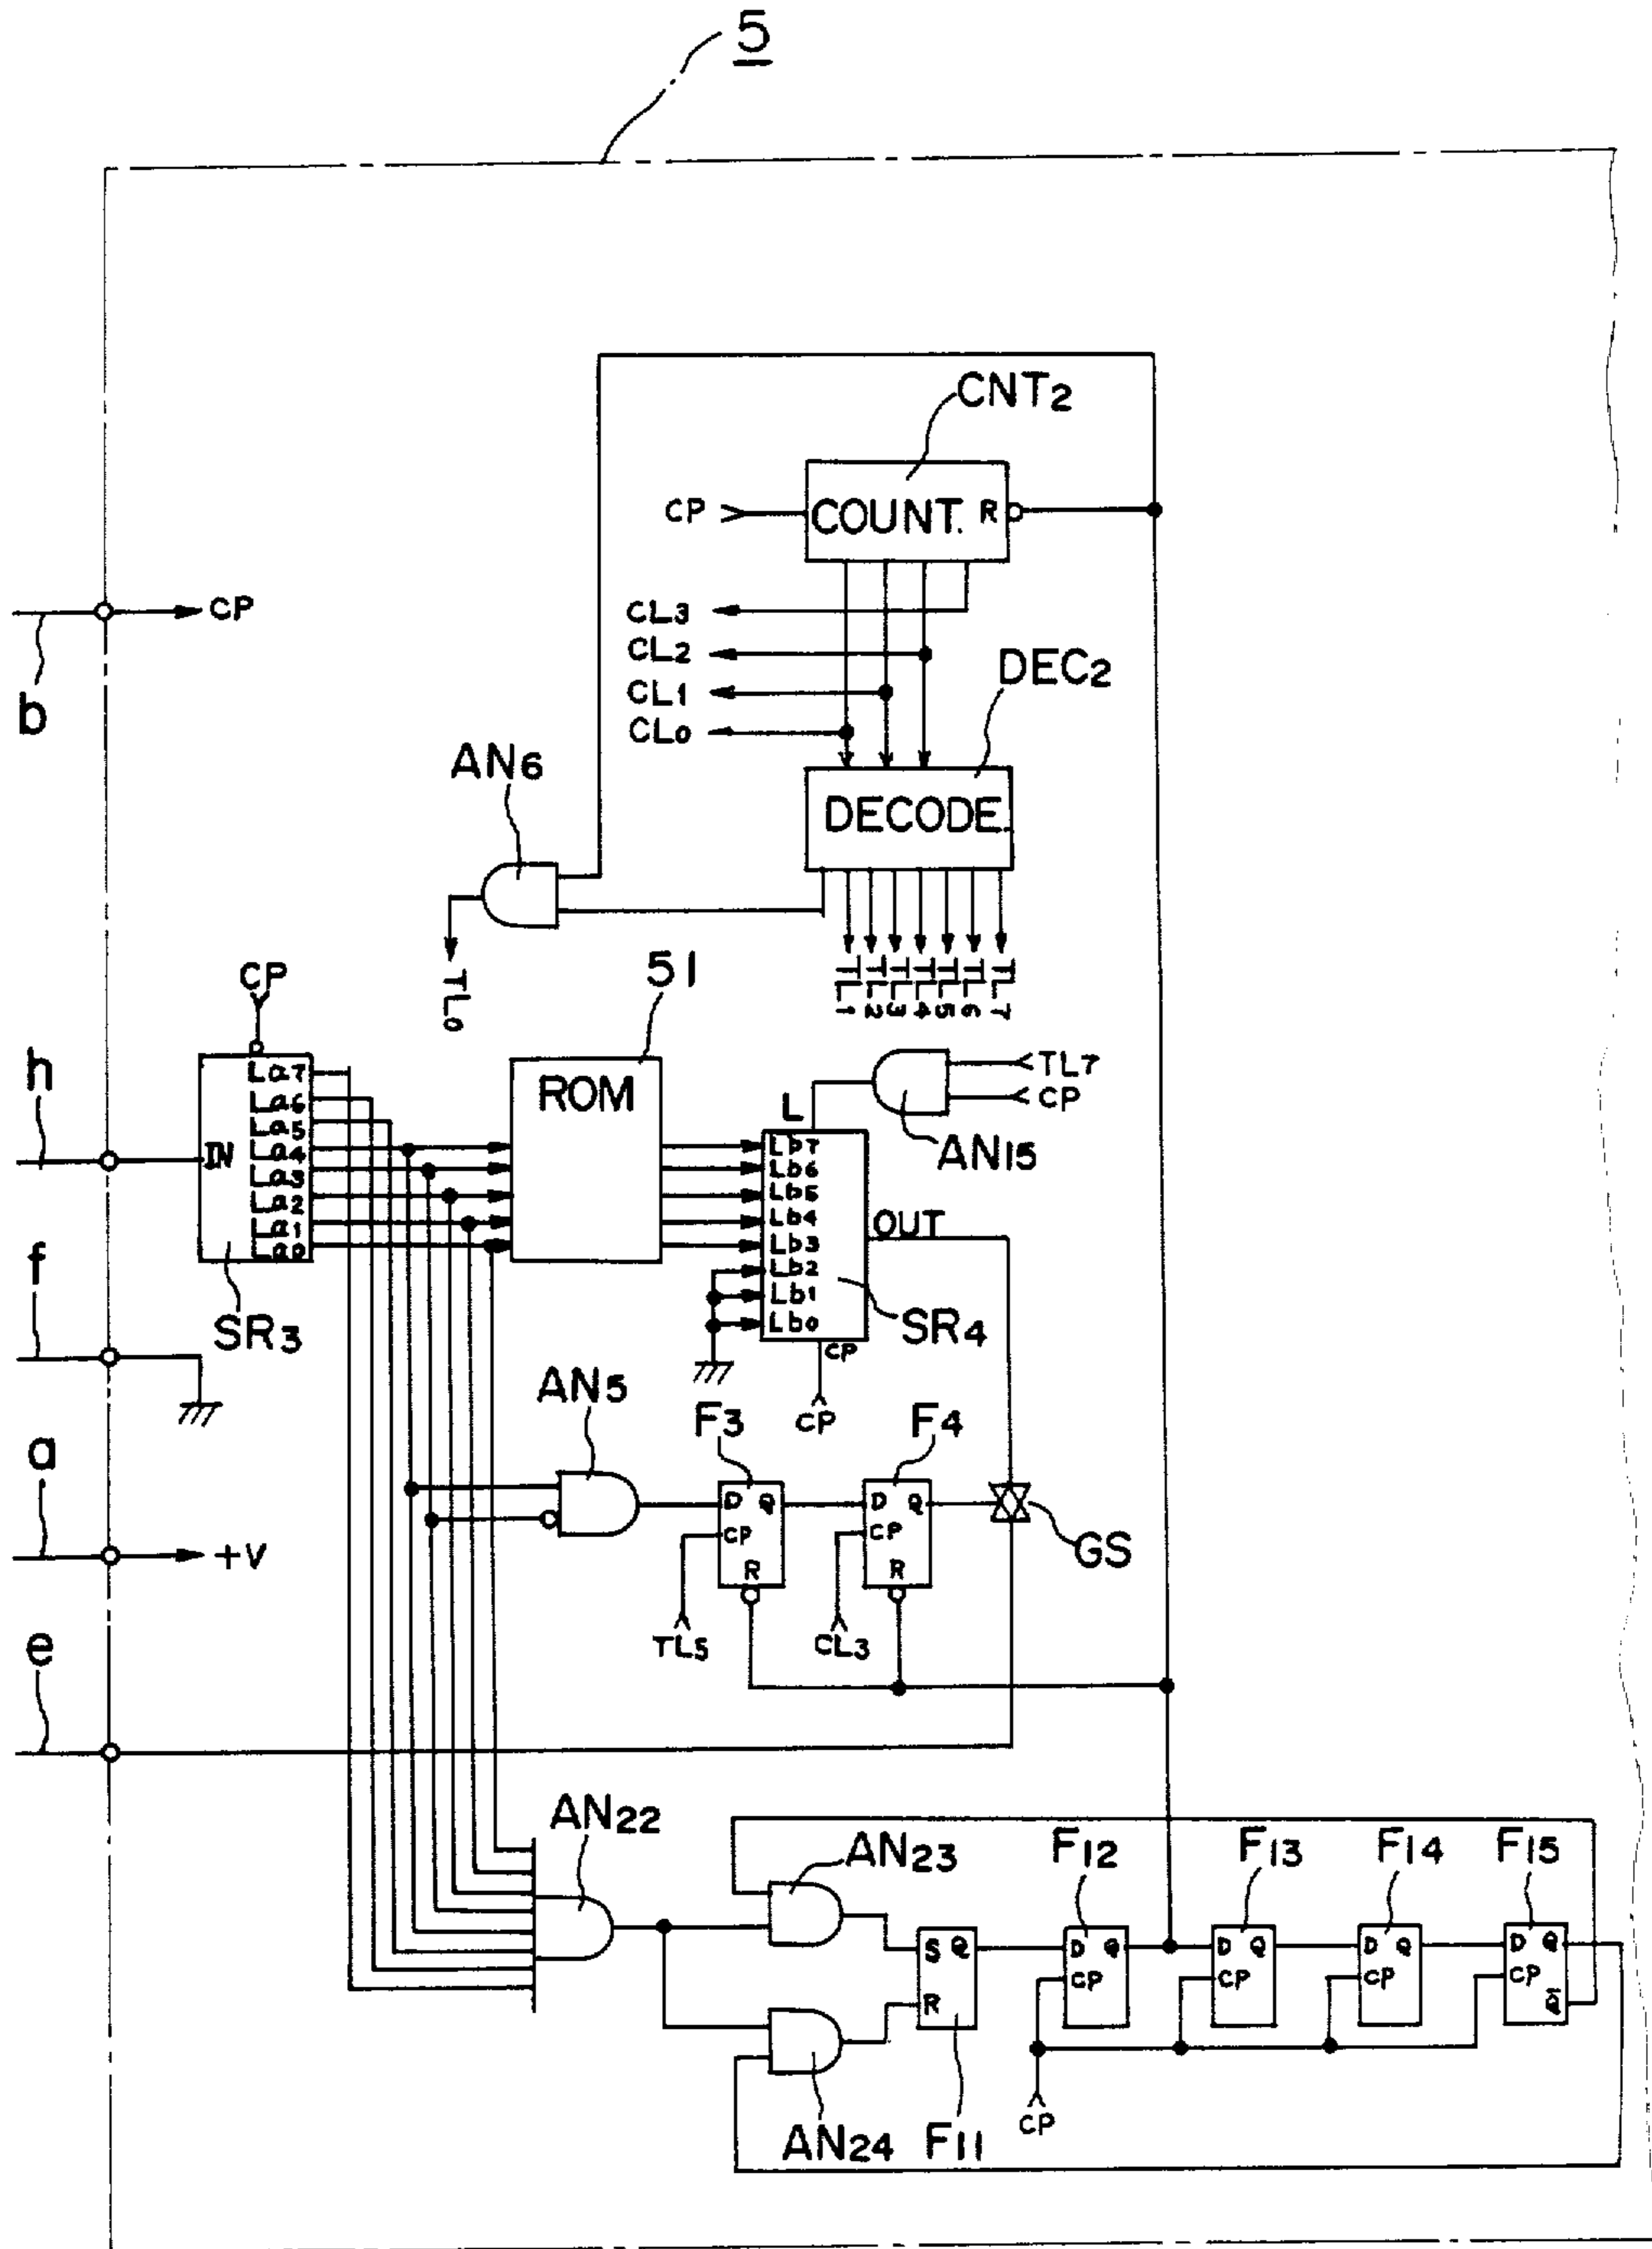 5
CNT2
CP
COUNT. R
CP
b
CL3
CL2
CL1
CL0
DEC2
DECODE.
AN6
TL0
TL1
TL2
TL3
TL4
TL5
TL6
TL7
CP
51
h
IN
La7
La6
La5
La4
La3
La2
La1
La0
SR3
ROM
L
TL7
CP
AN15
Lb7
Lb6
Lb5
Lb4
Lb3
Lb2
Lb1
Lb0
OUT
SR4
CP
CP
f
AN5
F3
F4
D Q
CP
R
D Q
CP
R
GS
a
+V
TL5
CL3
e
AN22
AN23
F12
F13
F14
F15
S Q
R
D Q
CP
D Q
CP
D Q
CP
D Q
CP
Q̄
CP
AN24
F11